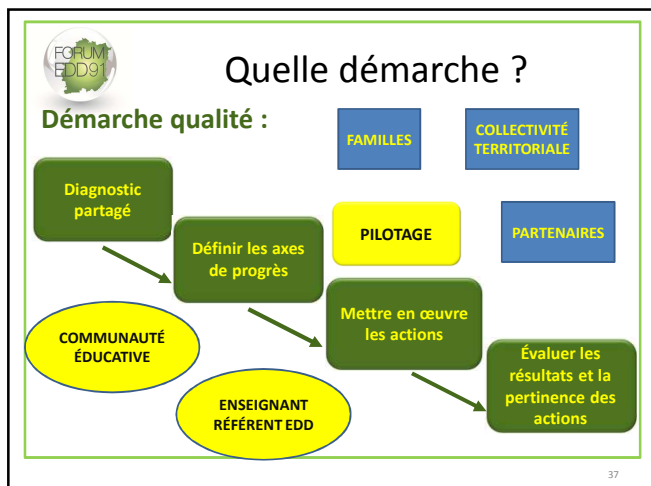 FORUM
EDD91
Quelle démarche ?
Démarche qualité :
FAMILLES
COLLECTIVITÉ
TERRITORIALE
Diagnostic
partagé
Définir les axes
de progrès
PILOTAGE
PARTENAIRES
Mettre en œuvre
les actions
COMMUNAUTÉ
ÉDUCATIVE
Évaluer les
résultats et la
pertinence des
actions
ENSEIGNANT
RÉFÉRENT EDD
37